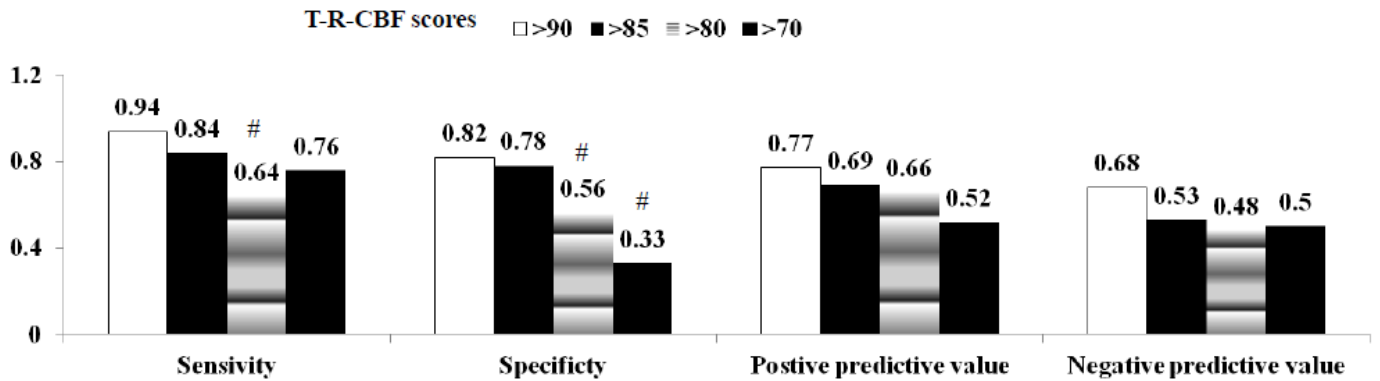 T-R-CBF scores >90 >85 >80 >70
1.2
0.8
0.4
0
0.94 0.84 # 0.64 0.76
0.82 0.78 # 0.56 # 0.33
0.77 0.69 0.66 0.52
0.68 0.53 0.48 0.5
Sensivity Specificty Postive predictive value Negative predictive value